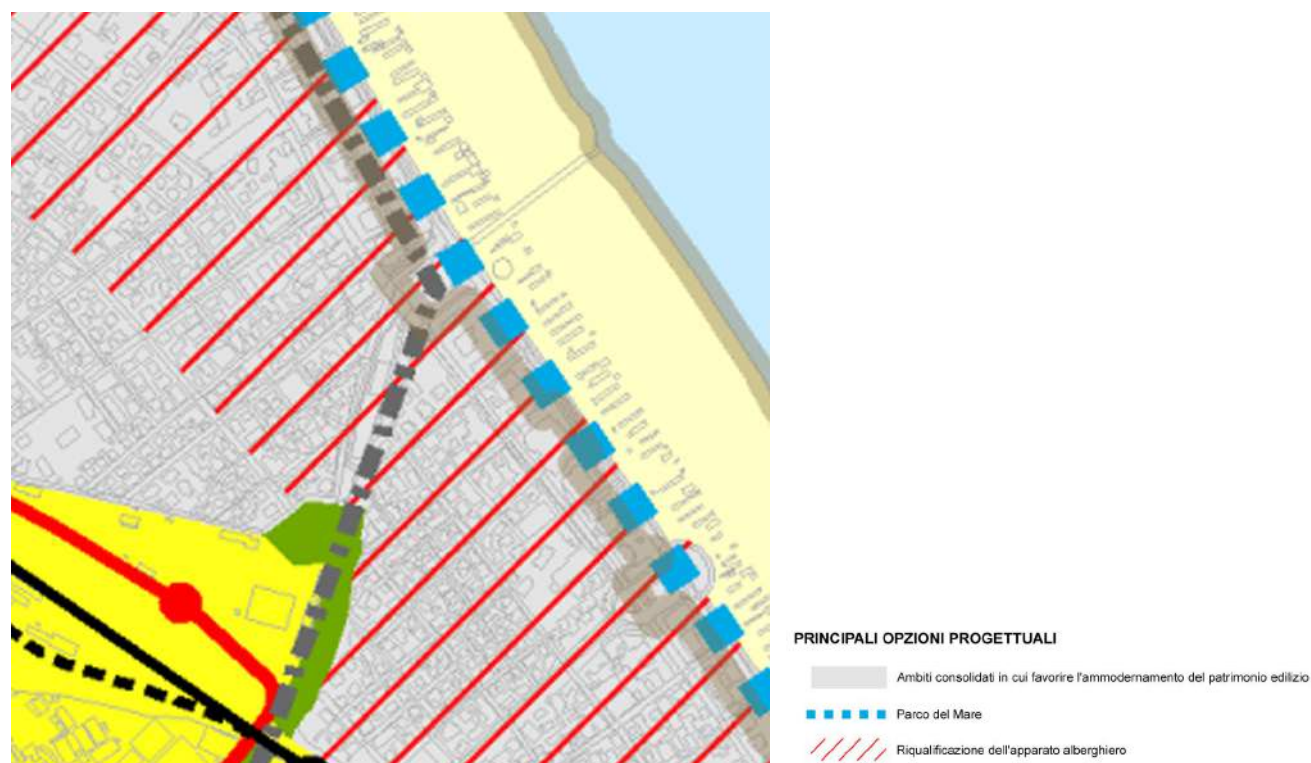 PRINCIPALI OPZIONI PROGETTUALI
Ambiti consolidati in cui favorire l'ammodernamento del patrimonio edilizio
Parco del Mare
Riqualificazione dell'apparato alberghiero